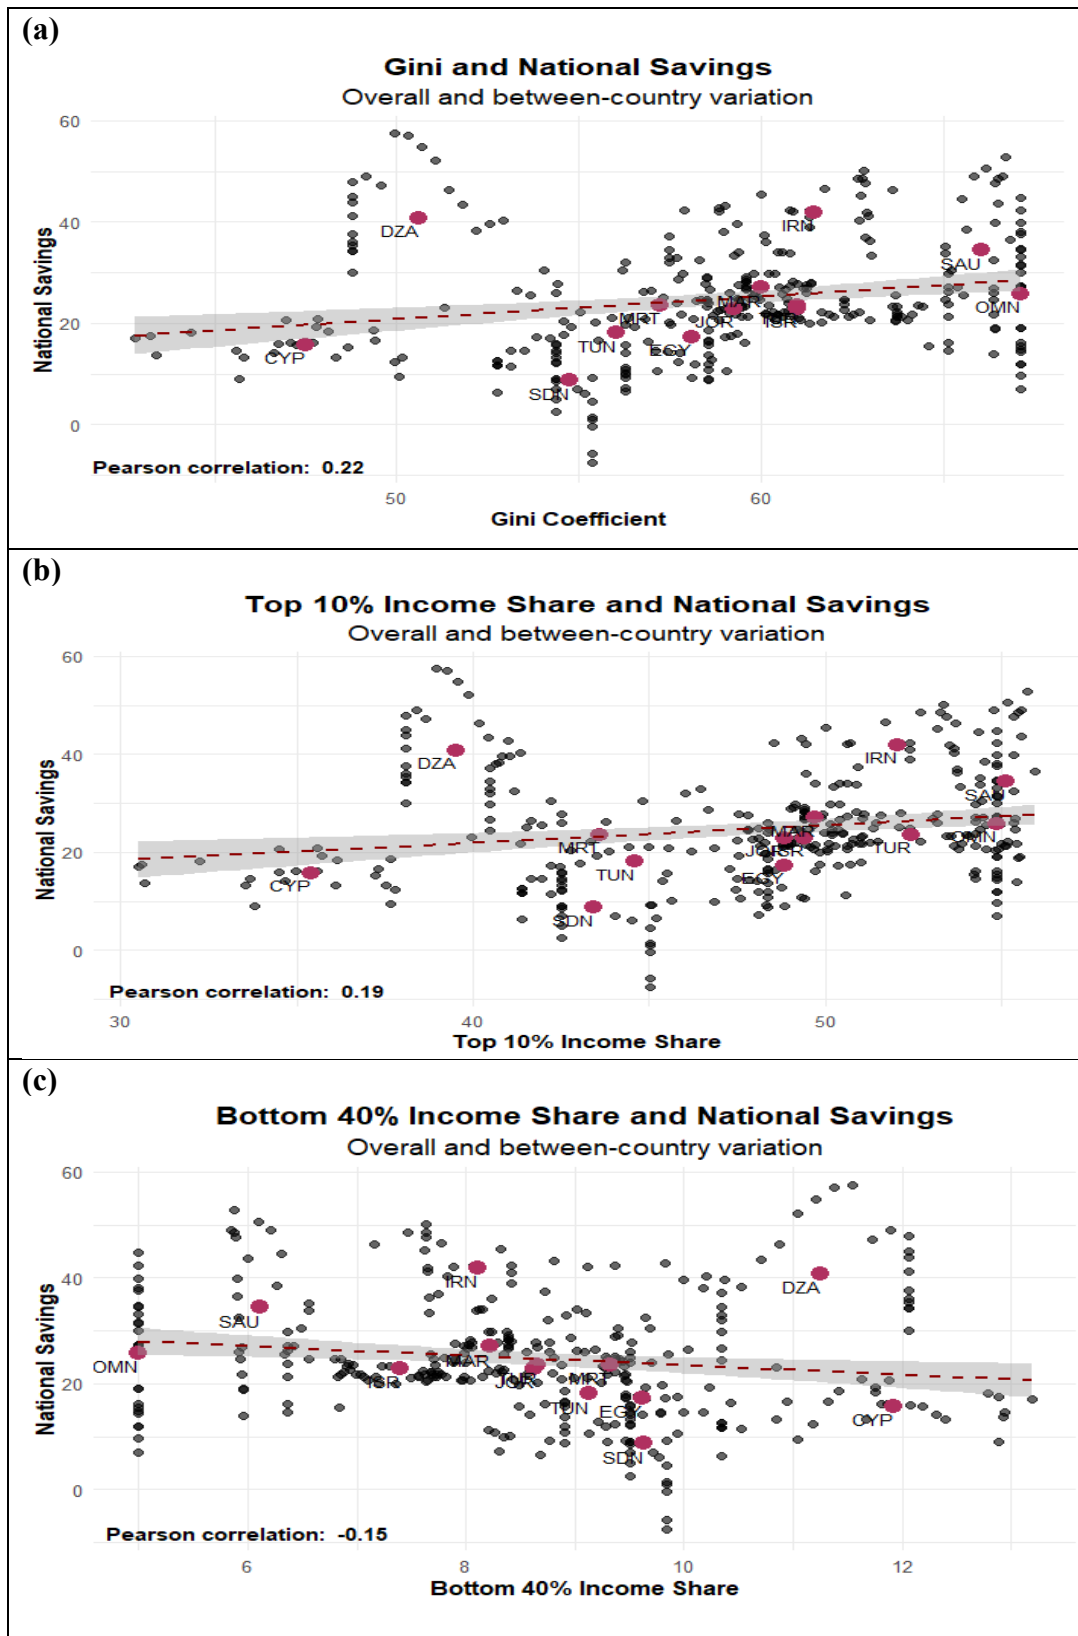 (a)
Gini and National Savings
Overall and between-country variation
National Savings
60
40
20
0
DZA
IRN
SAU
OMN
MAR
MRT
JOR
ISR
TUN
EGY
CYP
SDN
Pearson correlation: 0.22
50
60
Gini Coefficient
(b)
Top 10% Income Share and National Savings
Overall and between-country variation
National Savings
60
40
20
0
DZA
IRN
SAU
OMN
MAR
TUR
MRT
JOR
ISR
TUN
EGY
CYP
SDN
Pearson correlation: 0.19
30
40
50
Top 10% Income Share
(c)
Bottom 40% Income Share and National Savings
Overall and between-country variation
National Savings
60
40
20
0
IRN
DZA
SAU
OMN
MAR
ISR
TUR
JOR
MRT
TUN
EGY
CYP
SDN
Pearson correlation: -0.15
6
8
10
12
Bottom 40% Income Share